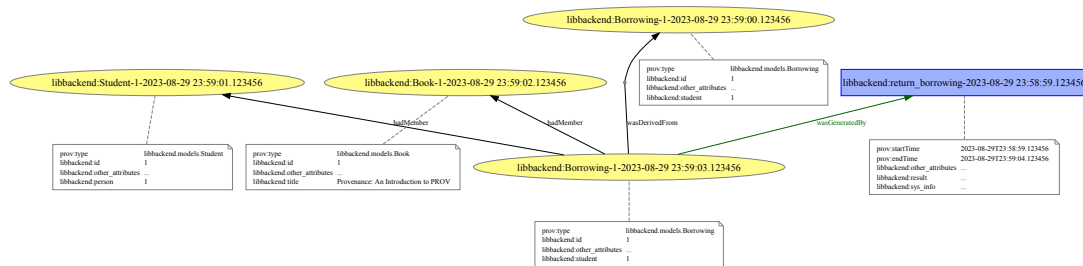 libbackend:Borrowing-1-2023-08-29 23:59:00.123456
prov:type libbackend.models.Borrowing
libbackend:id 1
libbackend:other_attributes ...
libbackend:student 1
libbackend:Student-1-2023-08-29 23:59:01.123456
libbackend:Book-1-2023-08-29 23:59:02.123456
libbackend:return_borrowing-2023-08-29 23:58:59.123456
hadMember
hadMember
wasDerivedFrom
wasGeneratedBy
prov:type libbackend.models.Student
libbackend:id 1
libbackend:other_attributes ...
libbackend:person 1
prov:type libbackend.models.Book
libbackend:id 1
libbackend:other_attributes ...
libbackend:title Provenance: An Introduction to PROV
prov:startTime 2023-08-29T23:58:59.123456
prov:endTime 2023-08-29T23:59:04.123456
libbackend:other_attributes ...
libbackend:result ...
libbackend:sys_info ...
libbackend:Borrowing-1-2023-08-29 23:59:03.123456
prov:type libbackend.models.Borrowing
libbackend:id 1
libbackend:other_attributes ...
libbackend:student 1